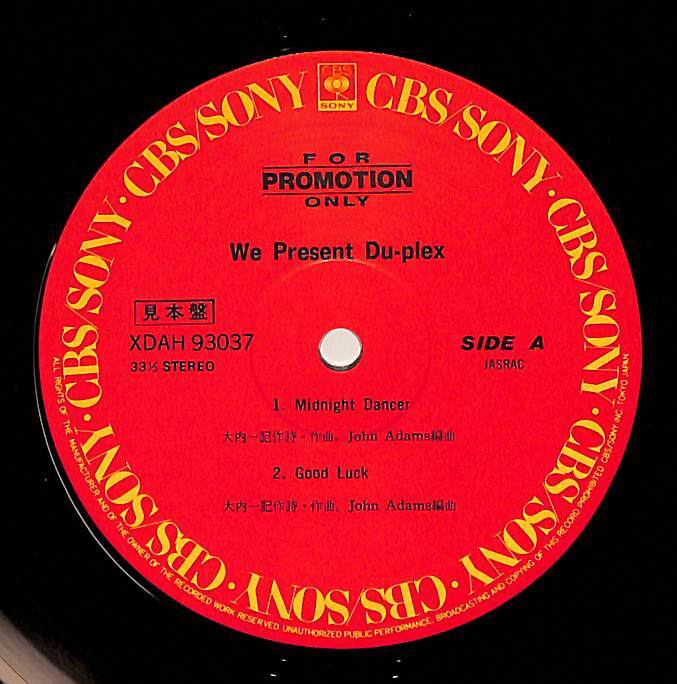 CBS/SONY · CBS/SONY · CBS/SONY · CBS/SONY · CBS/SONY · CBS/SONY · CBS/SONY · CBS/SONY
CBS
SONY
FOR
PROMOTION
ONLY
We Present Du-plex
見本盤
XDAH 93037
33⅓ STEREO
SIDE A
JASRAC
1. Midnight Dancer
大内一記作詩・作曲, John Adams編曲
2. Good Luck
大内一記作詩・作曲, John Adams編曲
ALL RIGHTS OF THE MANUFACTURER AND OF THE OWNER OF THE RECORDED WORK RESERVED. UNAUTHORIZED PUBLIC PERFORMANCE, BROADCASTING AND COPYING OF THIS RECORD PROHIBITED CBS/SONY INC. TOKYO JAPAN